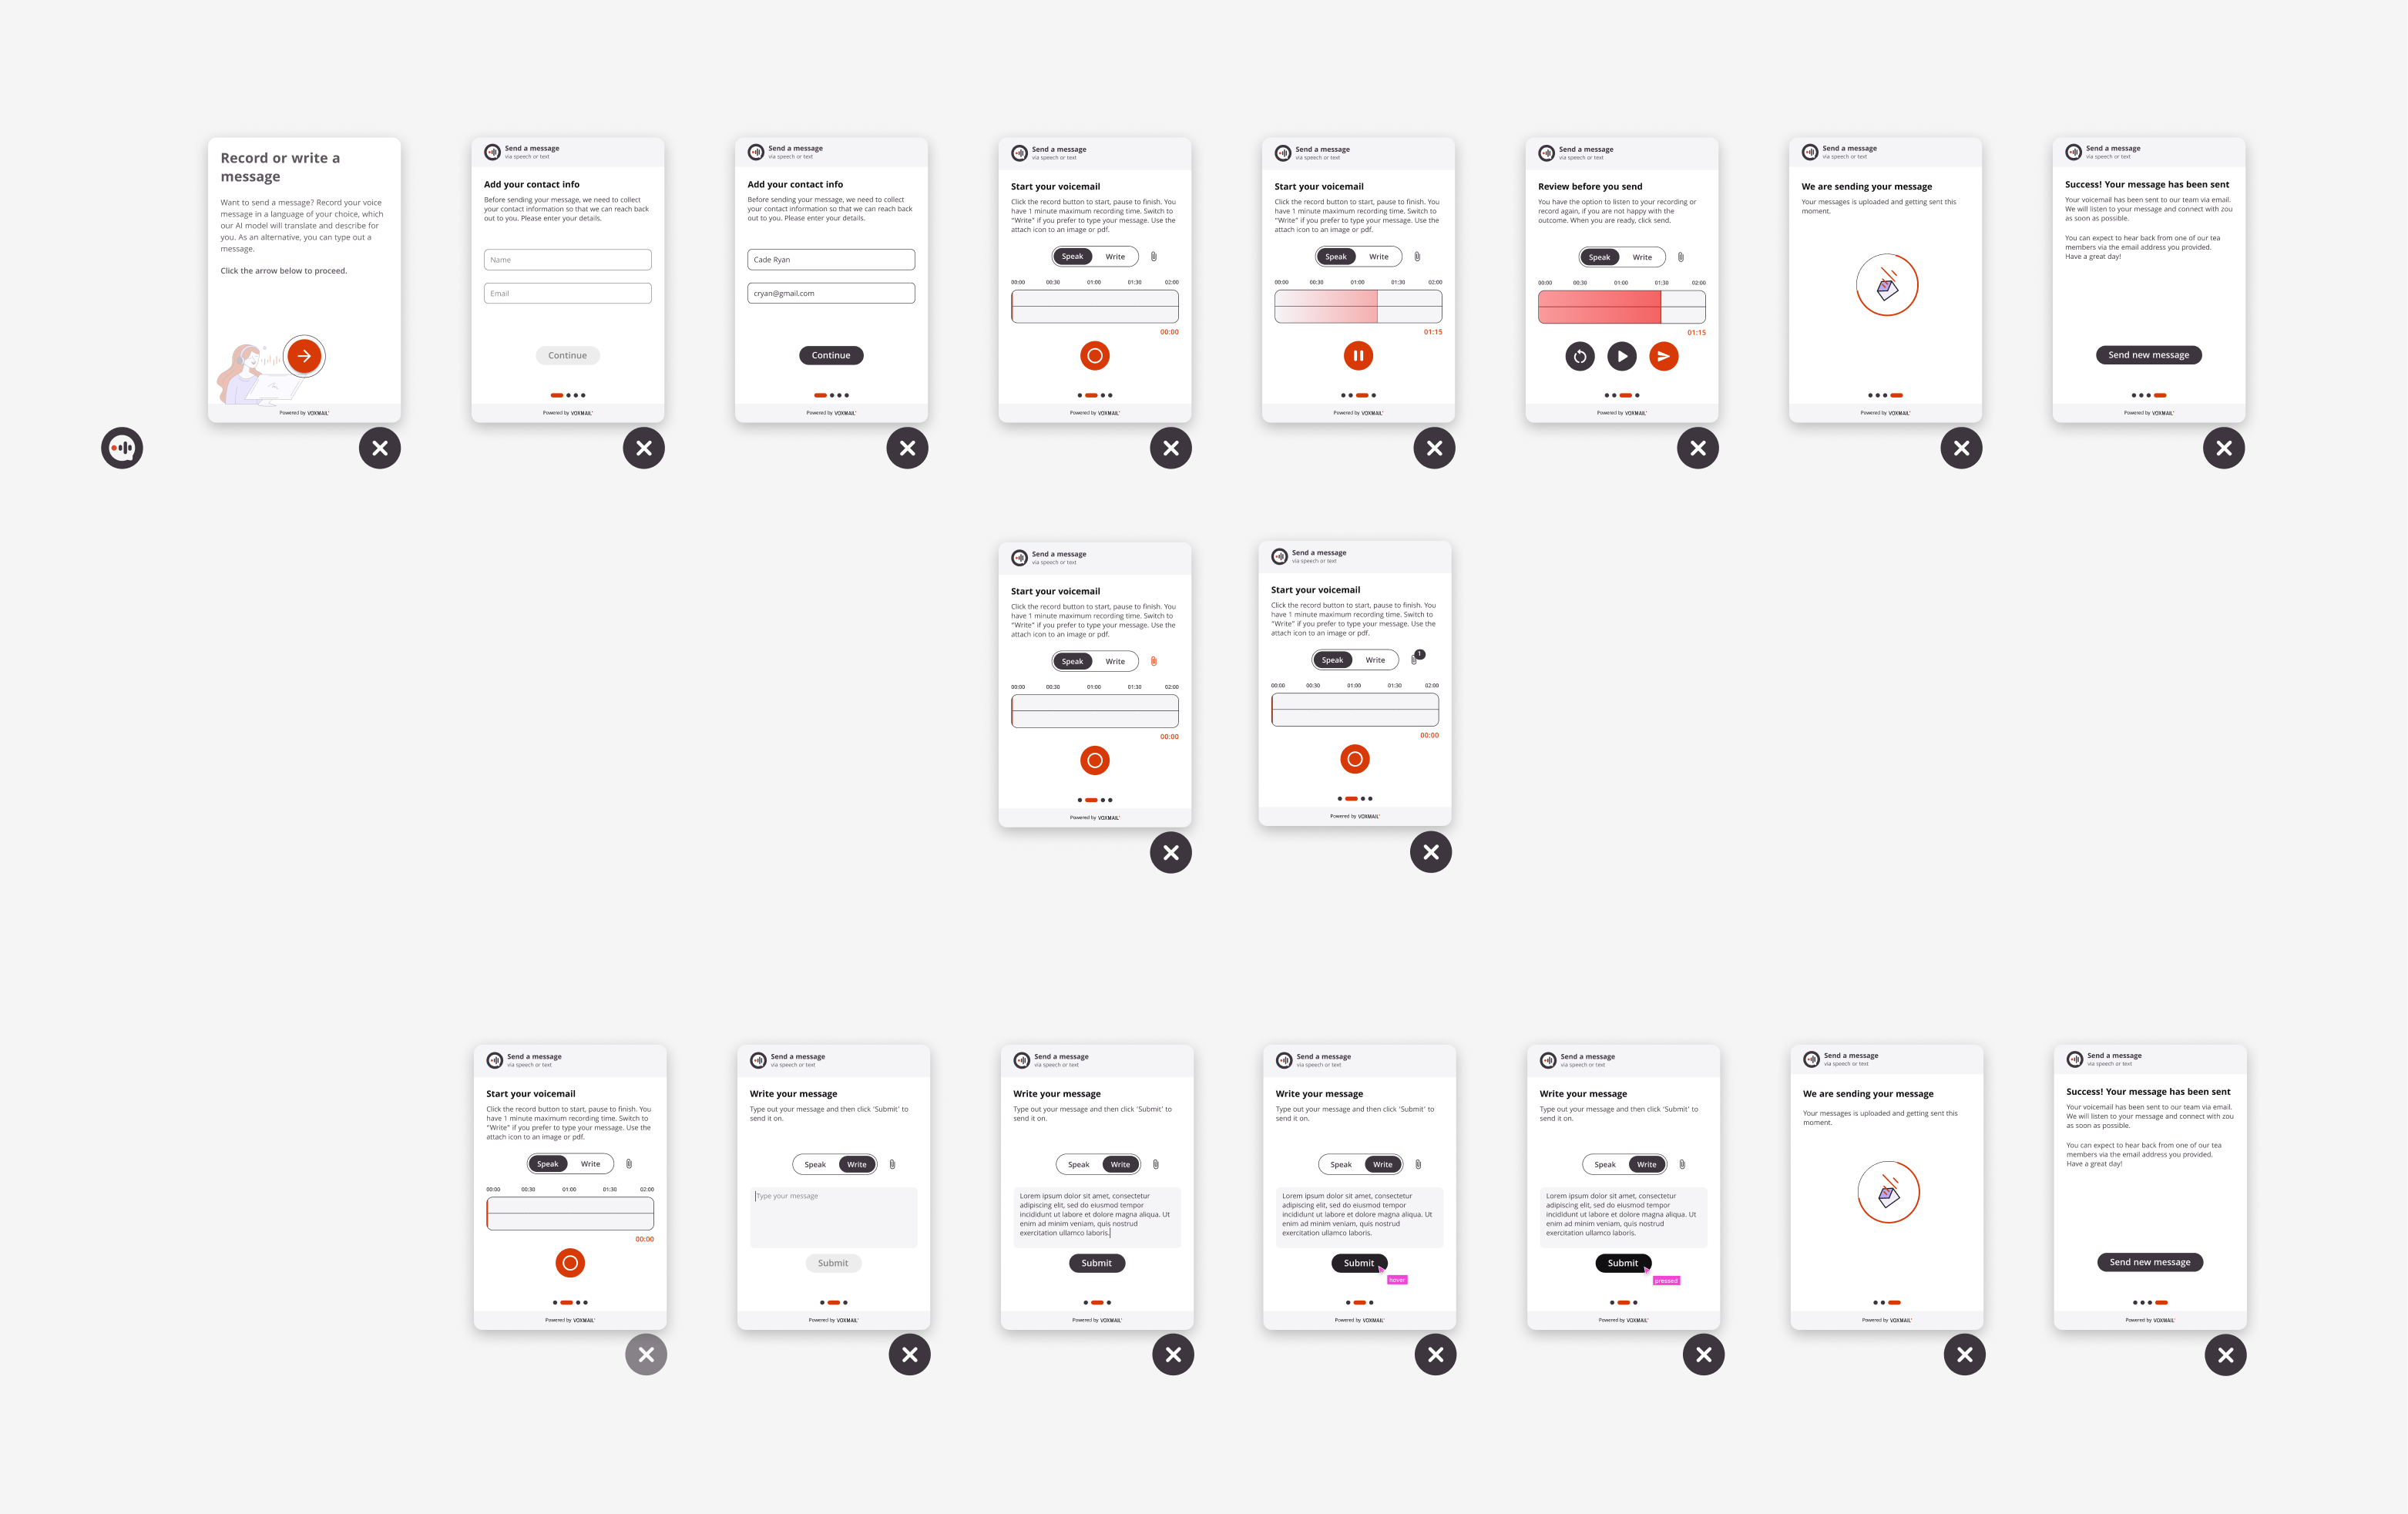 Record or write a
message
Want to send a message? Record your voice
message in a language of your choice, which
our AI model will translate and describe for
you. As an alternative, you can type out a
message.
Click the arrow below to proceed.
Powered by VOXMAIL
Send a message
via speech or text
Add your contact info
Before sending your message, we need to collect
your contact information so that we can reach back
out to you. Please enter your details.
Name
Email
Continue
Powered by VOXMAIL
Send a message
via speech or text
Add your contact info
Before sending your message, we need to collect
your contact information so that we can reach back
out to you. Please enter your details.
Cade Ryan
cryan@gmail.com
Continue
Powered by VOXMAIL
Send a message
via speech or text
Start your voicemail
Click the record button to start, pause to finish. You
have 1 minute maximum recording time. Switch to
"Write" if you prefer to type your message. Use the
attach icon to an image or pdf.
Speak Write
00:00 00:30 01:00 01:30 02:00
00:00
Powered by VOXMAIL
Send a message
via speech or text
Start your voicemail
Click the record button to start, pause to finish. You
have 1 minute maximum recording time. Switch to
"Write" if you prefer to type your message. Use the
attach icon to an image or pdf.
Speak Write
00:00 00:30 01:00 01:30 02:00
01:15
Powered by VOXMAIL
Send a message
via speech or text
Review before you send
You have the option to listen to your recording or
record again, if you are not happy with the
outcome. When you are ready, click send.
Speak Write
00:00 00:30 01:00 01:30 02:00
01:15
Powered by VOXMAIL
Send a message
via speech or text
We are sending your message
Your messages is uploaded and getting sent this
moment.
Powered by VOXMAIL
Send a message
via speech or text
Success! Your message has been sent
Your voicemail has been sent to our team via email.
We will listen to your message and connect with zou
as soon as possible.
You can expect to hear back from one of our tea
members via the email address you provided.
Have a great day!
Send new message
Powered by VOXMAIL
Send a message
via speech or text
Start your voicemail
Click the record button to start, pause to finish. You
have 1 minute maximum recording time. Switch to
"Write" if you prefer to type your message. Use the
attach icon to an image or pdf.
Speak Write
00:00 00:30 01:00 01:30 02:00
00:00
Powered by VOXMAIL
Send a message
via speech or text
Start your voicemail
Click the record button to start, pause to finish. You
have 1 minute maximum recording time. Switch to
"Write" if you prefer to type your message. Use the
attach icon to an image or pdf.
Speak Write 1
00:00 00:30 01:00 01:30 02:00
00:00
Powered by VOXMAIL
Send a message
via speech or text
Start your voicemail
Click the record button to start, pause to finish. You
have 1 minute maximum recording time. Switch to
"Write" if you prefer to type your message. Use the
attach icon to an image or pdf.
Speak Write
00:00 00:30 01:00 01:30 02:00
00:00
Powered by VOXMAIL
Send a message
via speech or text
Write your message
Type out your message and then click 'Submit' to
send it on.
Speak Write
Type your message
Submit
Powered by VOXMAIL
Send a message
via speech or text
Write your message
Type out your message and then click 'Submit' to
send it on.
Speak Write
Lorem ipsum dolor sit amet, consectetur
adipiscing elit, sed do eiusmod tempor
incididunt ut labore et dolore magna aliqua. Ut
enim ad minim veniam, quis nostrud
exercitation ullamco laboris.
Submit
Powered by VOXMAIL
Send a message
via speech or text
Write your message
Type out your message and then click 'Submit' to
send it on.
Speak Write
Lorem ipsum dolor sit amet, consectetur
adipiscing elit, sed do eiusmod tempor
incididunt ut labore et dolore magna aliqua. Ut
enim ad minim veniam, quis nostrud
exercitation ullamco laboris.
Submit
hover
Powered by VOXMAIL
Send a message
via speech or text
Write your message
Type out your message and then click 'Submit' to
send it on.
Speak Write
Lorem ipsum dolor sit amet, consectetur
adipiscing elit, sed do eiusmod tempor
incididunt ut labore et dolore magna aliqua. Ut
enim ad minim veniam, quis nostrud
exercitation ullamco laboris.
Submit
pressed
Powered by VOXMAIL
Send a message
via speech or text
We are sending your message
Your messages is uploaded and getting sent this
moment.
Powered by VOXMAIL
Send a message
via speech or text
Success! Your message has been sent
Your voicemail has been sent to our team via email.
We will listen to your message and connect with zou
as soon as possible.
You can expect to hear back from one of our tea
members via the email address you provided.
Have a great day!
Send new message
Powered by VOXMAIL